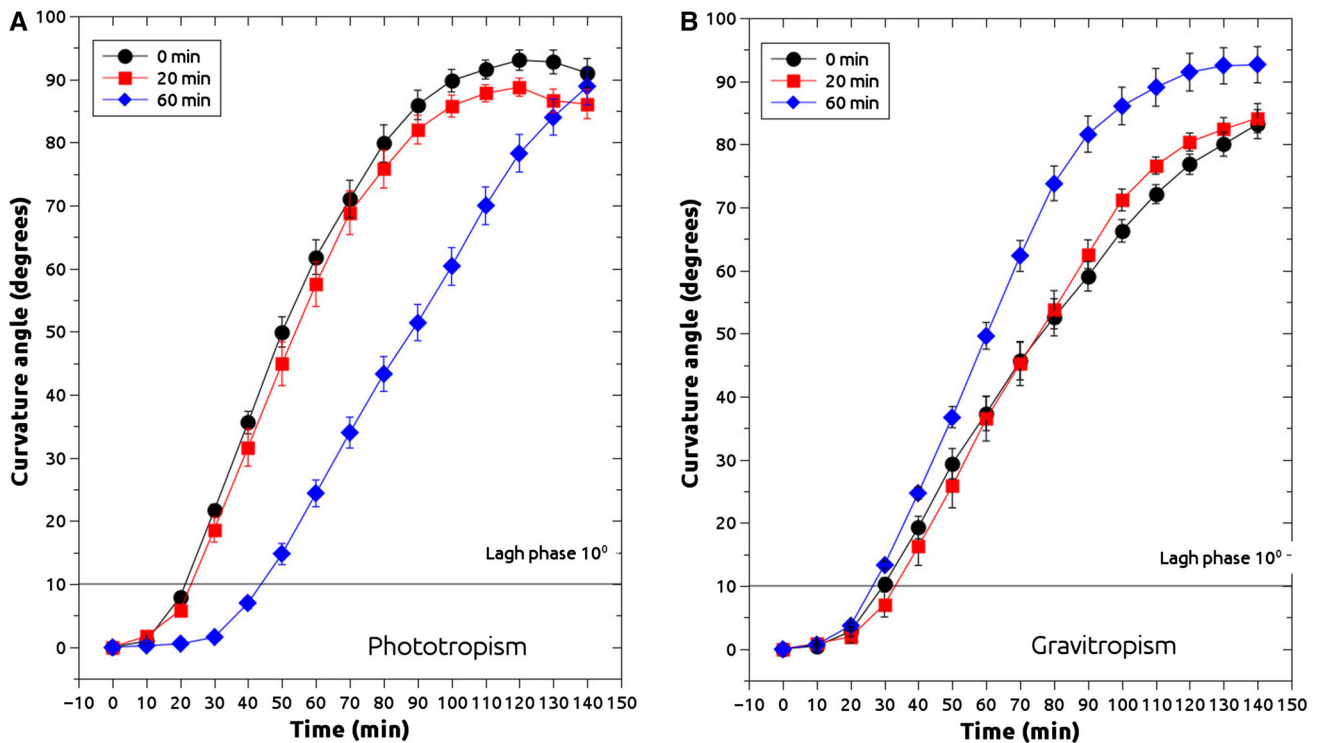 A
100
90
80
70
60
50
40
30
20
10
0
Curvature angle (degrees)
0 min
20 min
60 min
Lagh phase 10⁰
Phototropism
−10 0 10 20 30 40 50 60 70 80 90 100 110 120 130 140 150
Time (min)
B
100
90
80
70
60
50
40
30
20
10
0
Curvature angle (degrees)
0 min
20 min
60 min
Lagh phase 10⁰
Gravitropism
−10 0 10 20 30 40 50 60 70 80 90 100 110 120 130 140 150
Time (min)